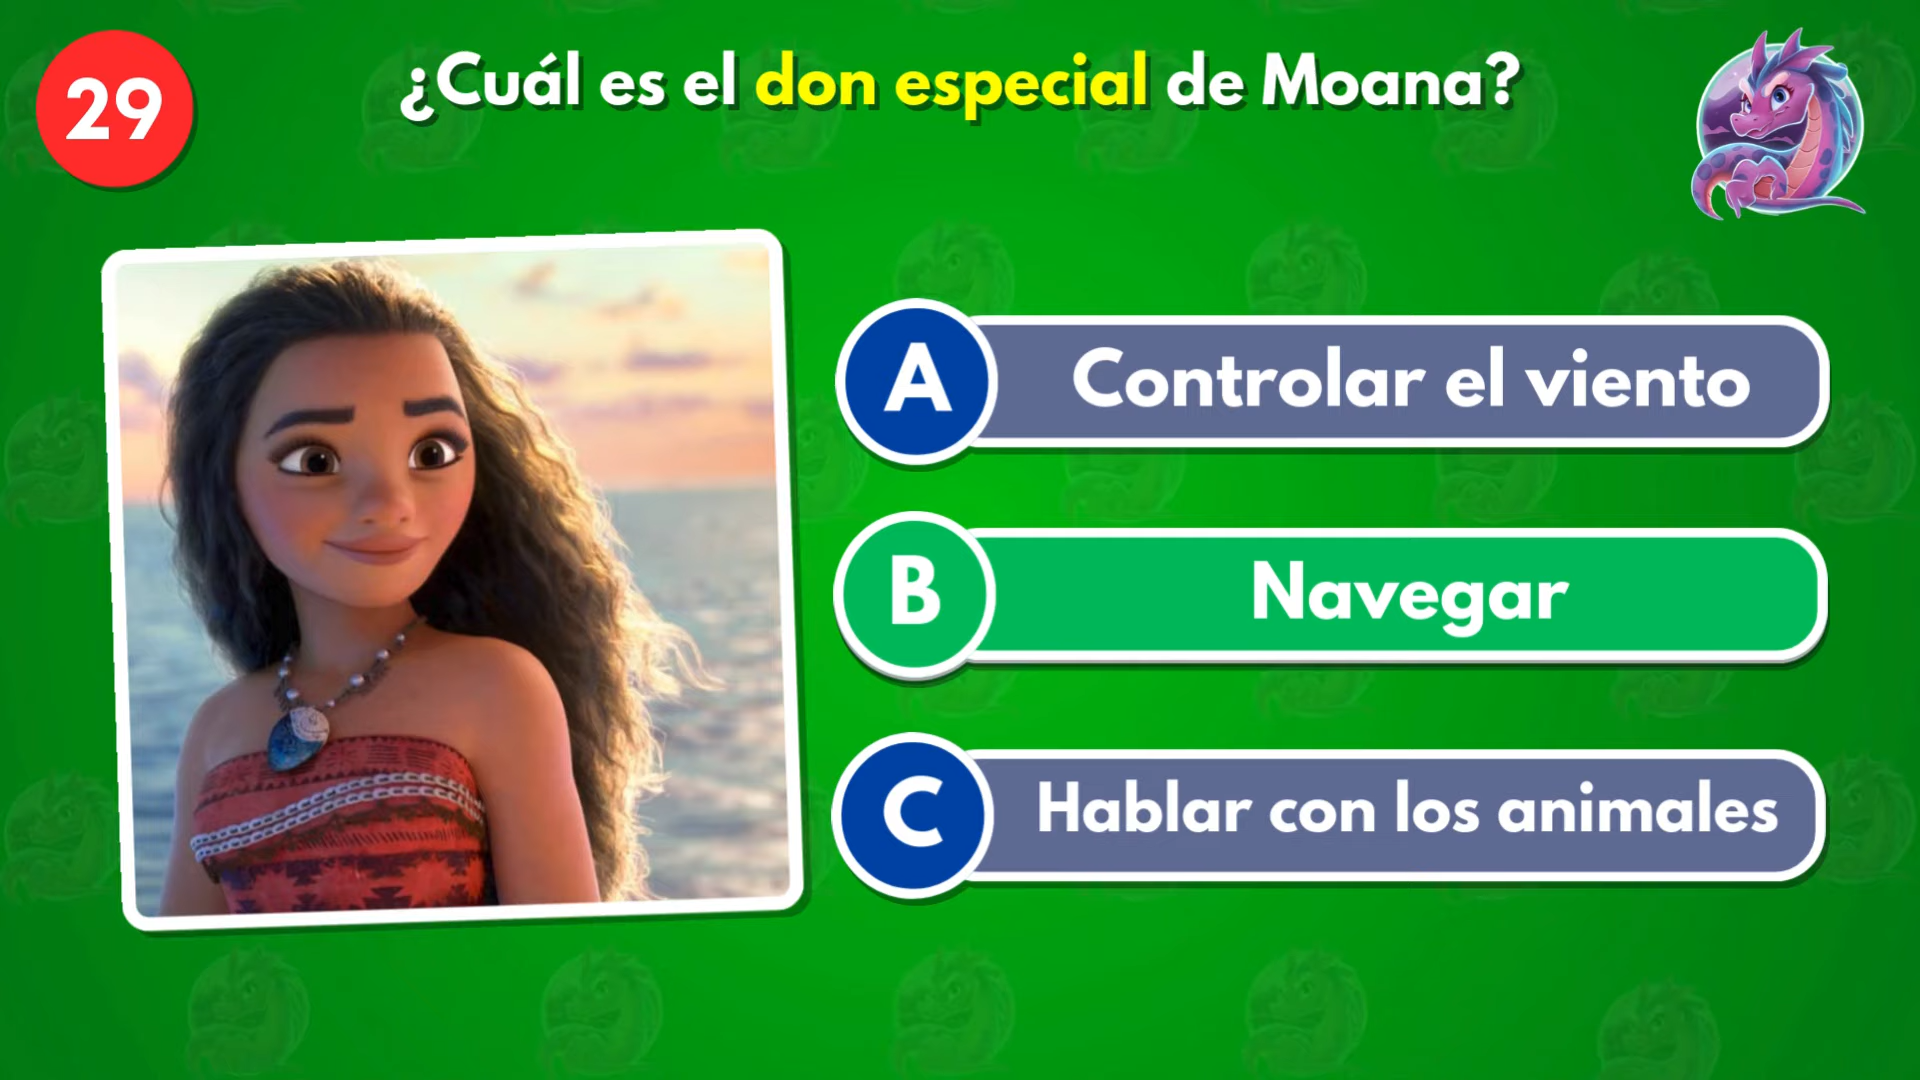 29
¿Cuál es el don especial de Moana?
A Controlar el viento
B Navegar
C Hablar con los animales